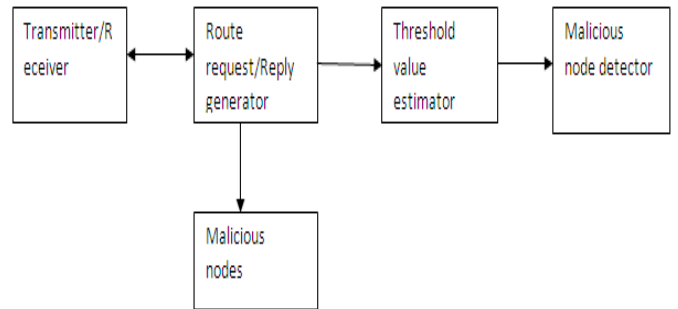 Transmitter/R
eceiver
Route
request/Reply
generator
Threshold
value
estimator
Malicious
node detector
Malicious
nodes